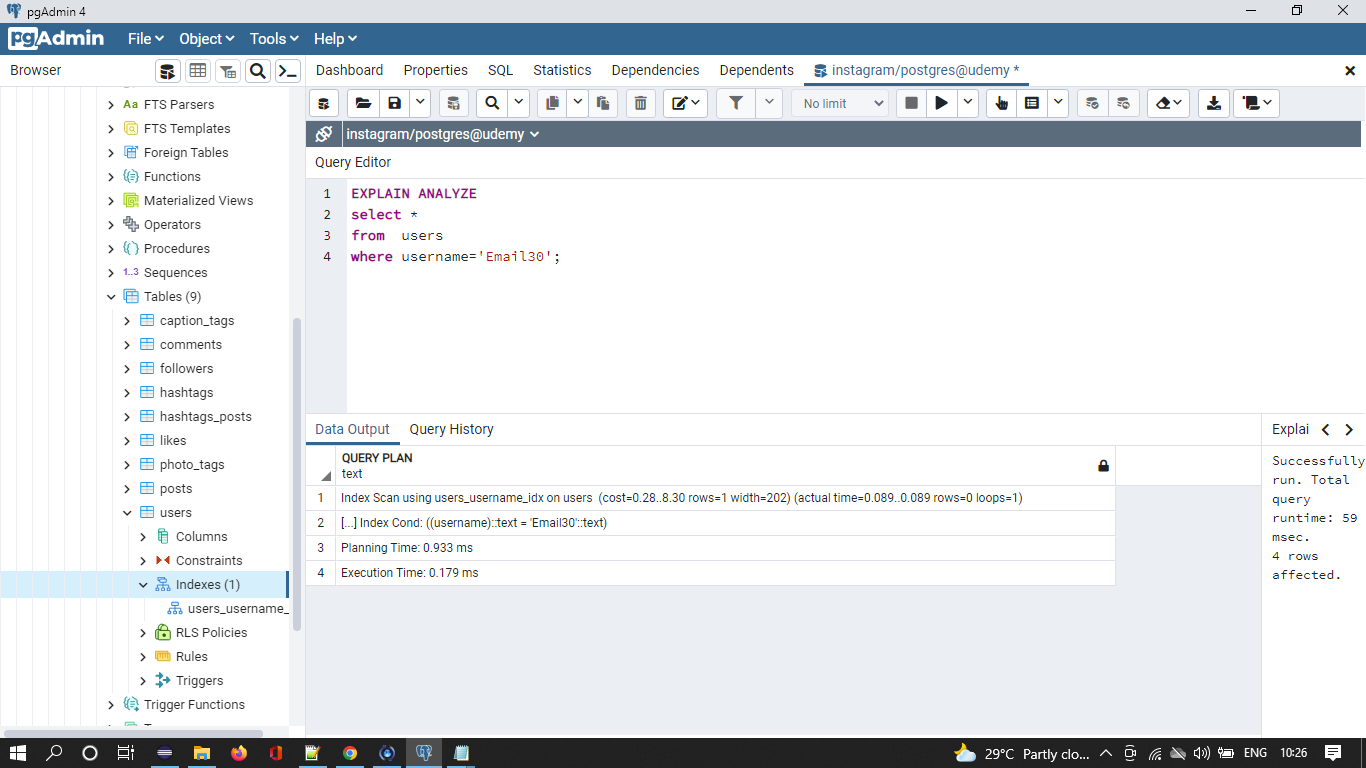 pgAdmin 4
pgAdmin File Object Tools Help
Browser
Dashboard Properties SQL Statistics Dependencies Dependents instagram/postgres@udemy *
No limit
instagram/postgres@udemy
Query Editor
FTS Parsers
FTS Templates
Foreign Tables
Functions
Materialized Views
Operators
Procedures
1..3 Sequences
Tables (9)
caption_tags
comments
followers
hashtags
hashtags_posts
likes
photo_tags
posts
users
Columns
Constraints
Indexes (1)
users_username_
RLS Policies
Rules
Triggers
Trigger Functions
1 EXPLAIN ANALYZE
2 select *
3 from  users
4 where username='Email30';
Data Output Query History
QUERY PLAN
text
1 Index Scan using users_username_idx on users (cost=0.28..8.30 rows=1 width=202) (actual time=0.089..0.089 rows=0 loops=1)
2 [...] Index Cond: ((username)::text = 'Email30'::text)
3 Planning Time: 0.933 ms
4 Execution Time: 0.179 ms
Explai
Successfully
run. Total
query
runtime: 59
msec.
4 rows
affected.
29°C Partly clo... ENG 10:26